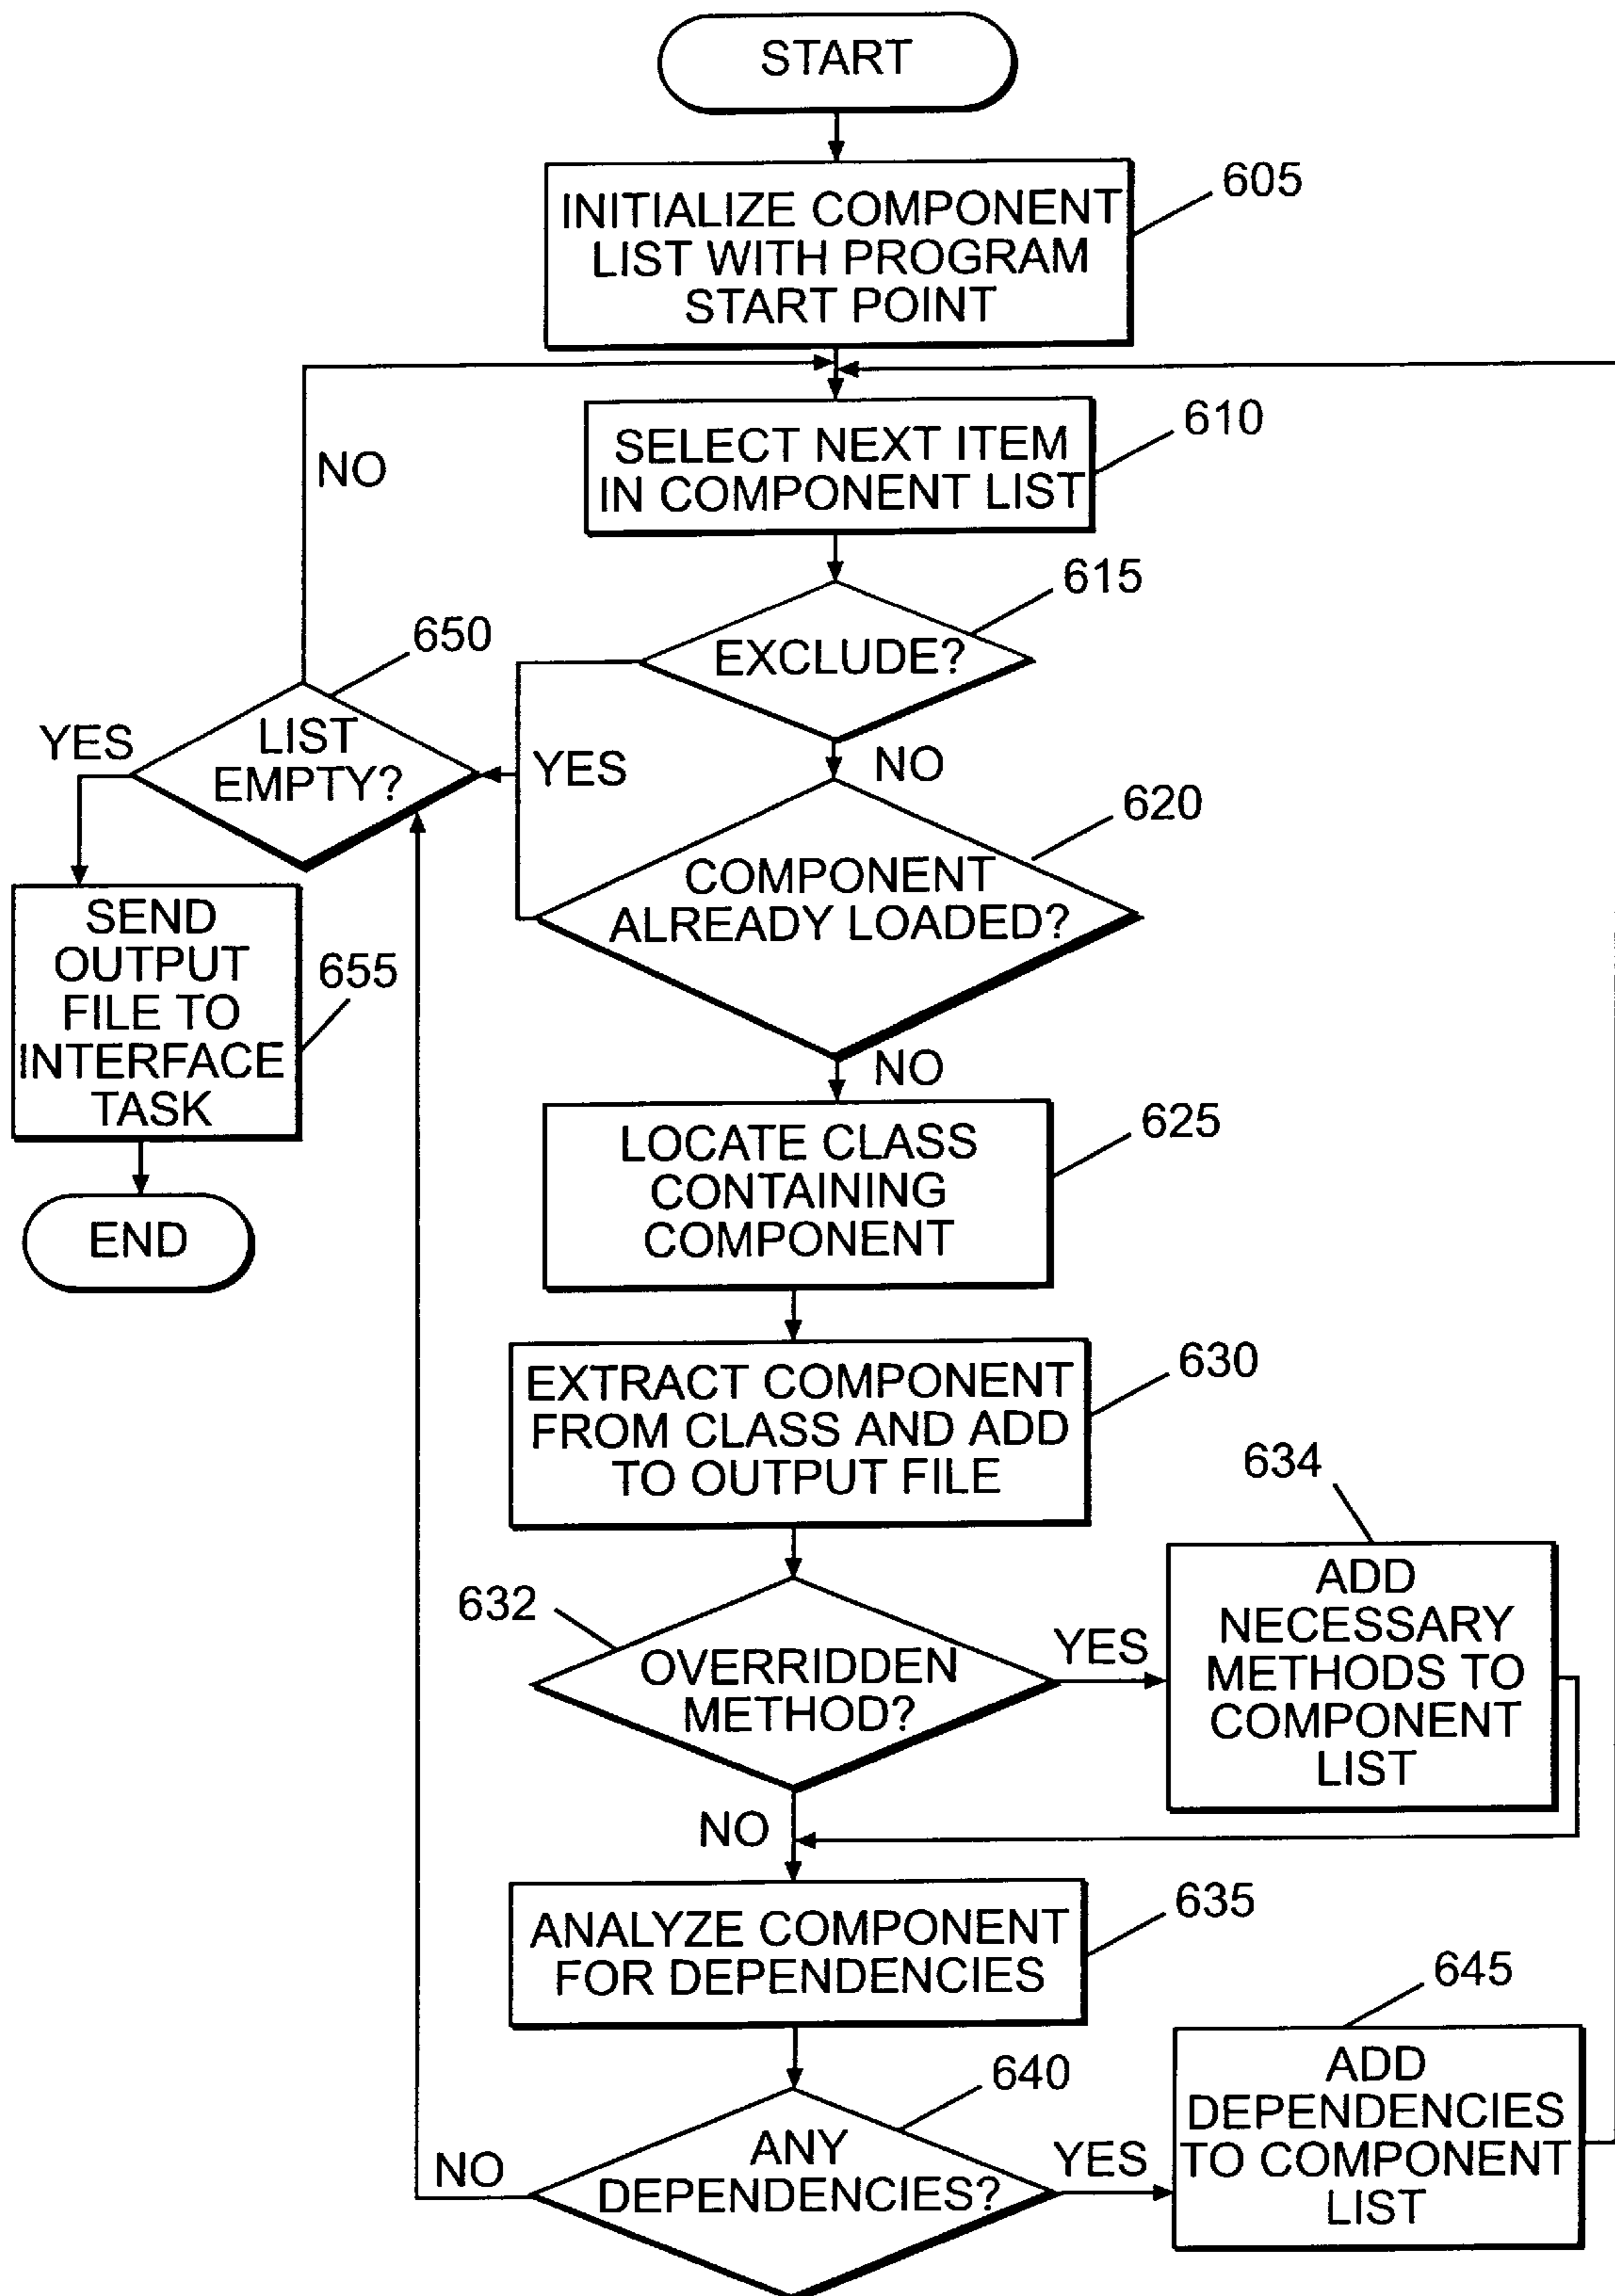 START
INITIALIZE COMPONENT
LIST WITH PROGRAM
START POINT
605
SELECT NEXT ITEM
IN COMPONENT LIST
610
NO
EXCLUDE?
615
650
LIST
EMPTY?
YES
YES
NO
COMPONENT
ALREADY LOADED?
620
SEND
OUTPUT
FILE TO
INTERFACE
TASK
655
END
NO
LOCATE CLASS
CONTAINING
COMPONENT
625
EXTRACT COMPONENT
FROM CLASS AND ADD
TO OUTPUT FILE
630
632
OVERRIDDEN
METHOD?
YES
634
ADD
NECESSARY
METHODS TO
COMPONENT
LIST
NO
ANALYZE COMPONENT
FOR DEPENDENCIES
635
640
ANY
DEPENDENCIES?
NO
YES
645
ADD
DEPENDENCIES
TO COMPONENT
LIST